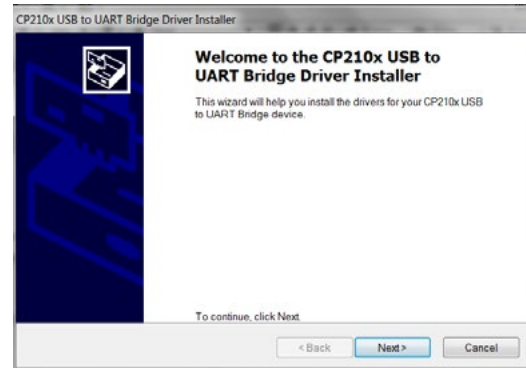 CP210x USB to UART Bridge Driver Installer
Welcome to the CP210x USB to
UART Bridge Driver Installer
This wizard will help you install the drivers for your CP210x USB
to UART Bridge device.
To continue, click Next.
< Back Next > Cancel